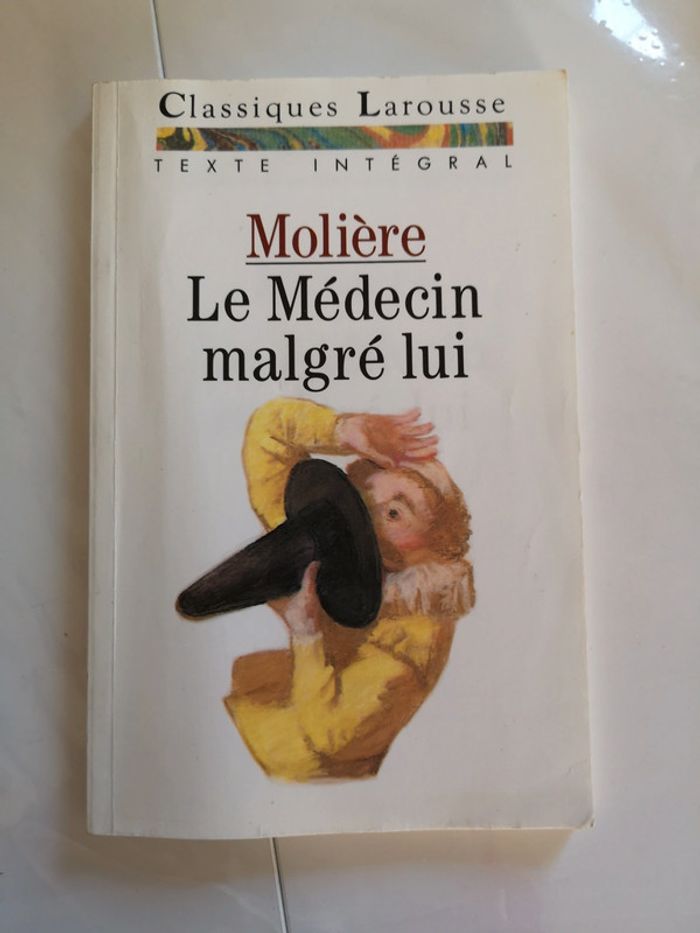 Classiques Larousse
TEXTE INTÉGRAL
Molière
Le Médecin
malgré lui